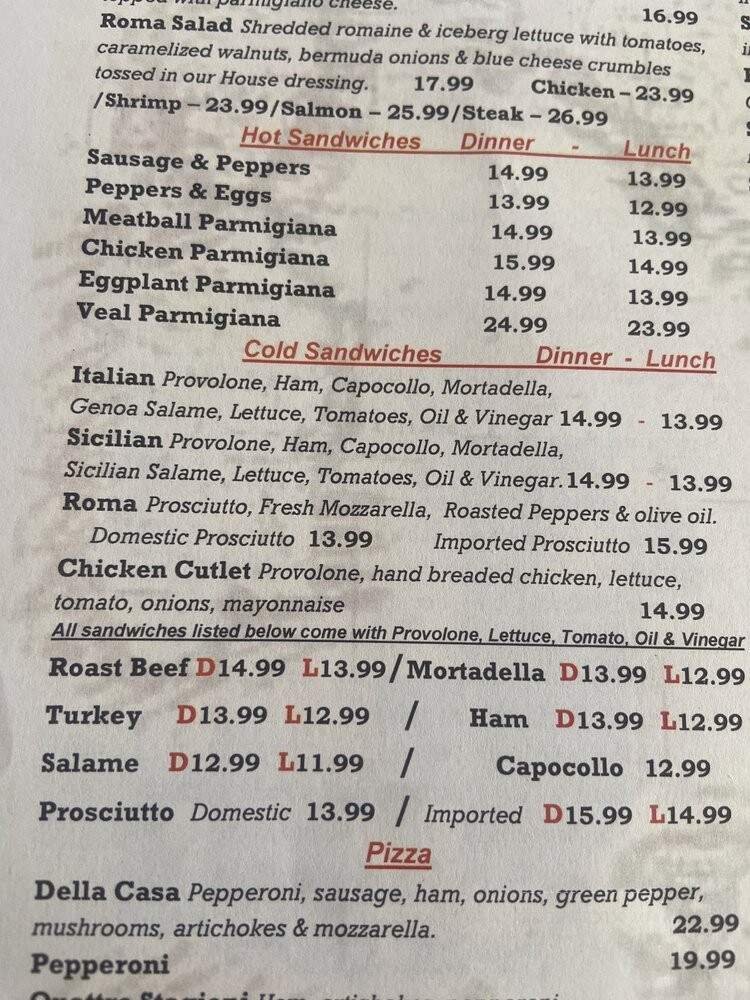 topped with parmigiano cheese.
16.99
Roma Salad Shredded romaine & iceberg lettuce with tomatoes,
caramelized walnuts, bermuda onions & blue cheese crumbles
tossed in our House dressing. 17.99 Chicken – 23.99
/Shrimp – 23.99/Salmon – 25.99/Steak – 26.99
Hot Sandwiches Dinner - Lunch
Sausage & Peppers 14.99 13.99
Peppers & Eggs 13.99 12.99
Meatball Parmigiana 14.99 13.99
Chicken Parmigiana 15.99 14.99
Eggplant Parmigiana 14.99 13.99
Veal Parmigiana 24.99 23.99
Cold Sandwiches Dinner - Lunch
Italian Provolone, Ham, Capocollo, Mortadella,
Genoa Salame, Lettuce, Tomatoes, Oil & Vinegar 14.99 - 13.99
Sicilian Provolone, Ham, Capocollo, Mortadella,
Sicilian Salame, Lettuce, Tomatoes, Oil & Vinegar. 14.99 - 13.99
Roma Prosciutto, Fresh Mozzarella, Roasted Peppers & olive oil.
Domestic Prosciutto 13.99 Imported Prosciutto 15.99
Chicken Cutlet Provolone, hand breaded chicken, lettuce,
tomato, onions, mayonnaise 14.99
All sandwiches listed below come with Provolone, Lettuce, Tomato, Oil & Vinegar
Roast Beef D14.99 L13.99/Mortadella D13.99 L12.99
Turkey D13.99 L12.99 / Ham D13.99 L12.99
Salame D12.99 L11.99 / Capocollo 12.99
Prosciutto Domestic 13.99 / Imported D15.99 L14.99
Pizza
Della Casa Pepperoni, sausage, ham, onions, green pepper,
mushrooms, artichokes & mozzarella. 22.99
Pepperoni 19.99